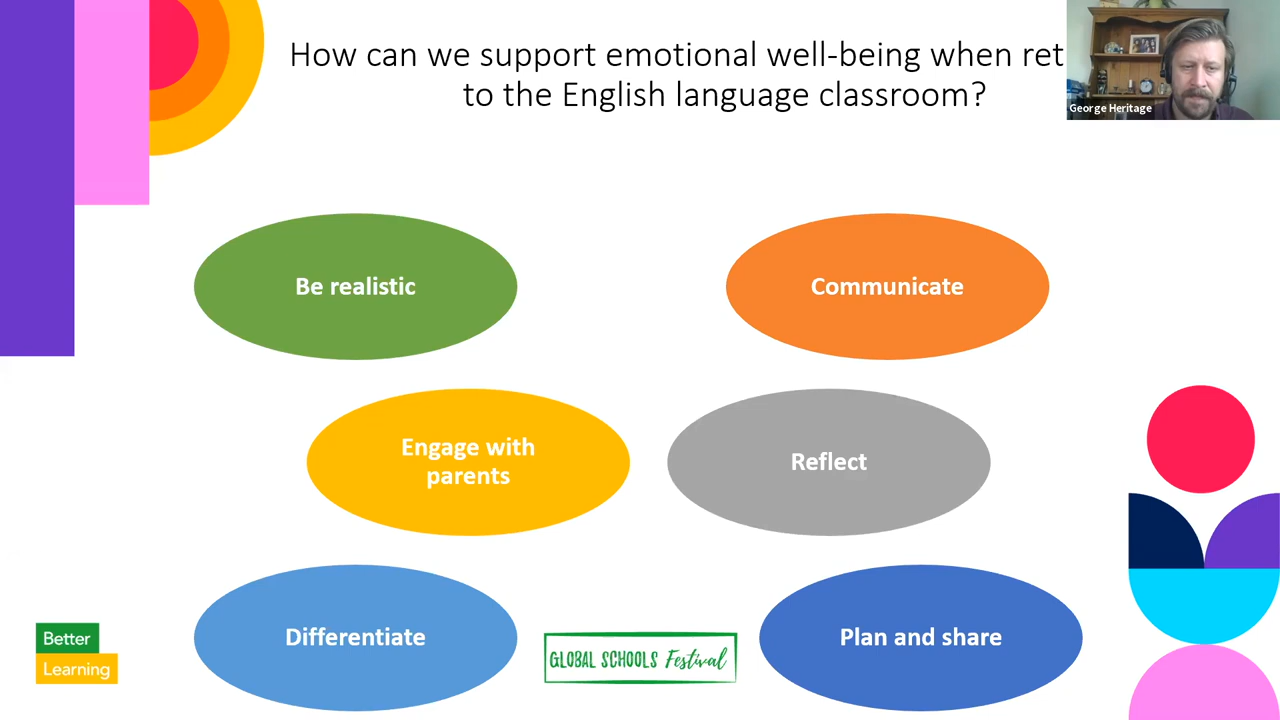 How can we support emotional well-being when ret
to the English language classroom?
George Heritage
Be realistic
Communicate
Engage with
parents
Reflect
Differentiate
Plan and share
Better
Learning
GLOBAL SCHOOLS Festival